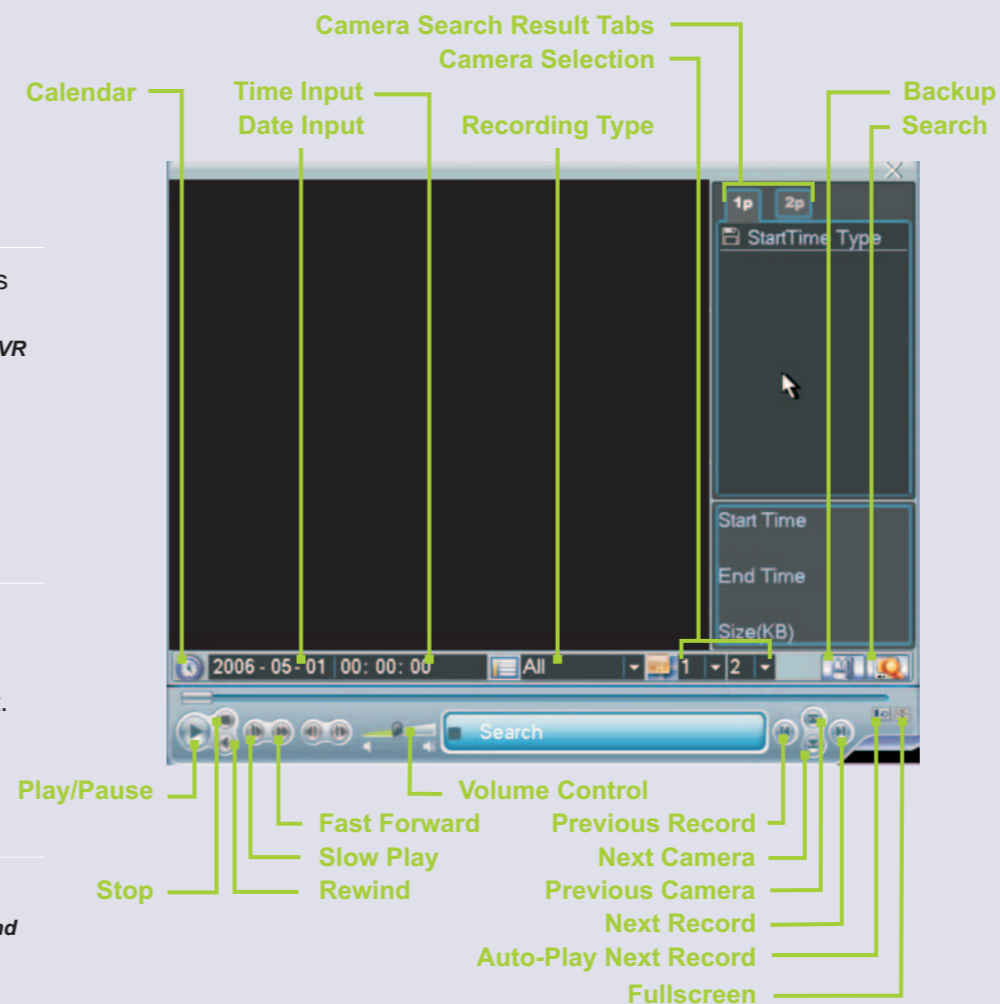 Camera Search Result Tabs
Camera Selection
Calendar
Time Input
Backup
Date Input
Recording Type
Search
s
VR
.
nd
1p 2p
StartTime Type
Start Time
End Time
Size(KB)
2006 - 05 - 01 00: 00: 00 All 1 2
Search
Play/Pause
Volume Control
Fast Forward
Previous Record
Slow Play
Next Camera
Stop
Rewind
Previous Camera
Next Record
Auto-Play Next Record
Fullscreen